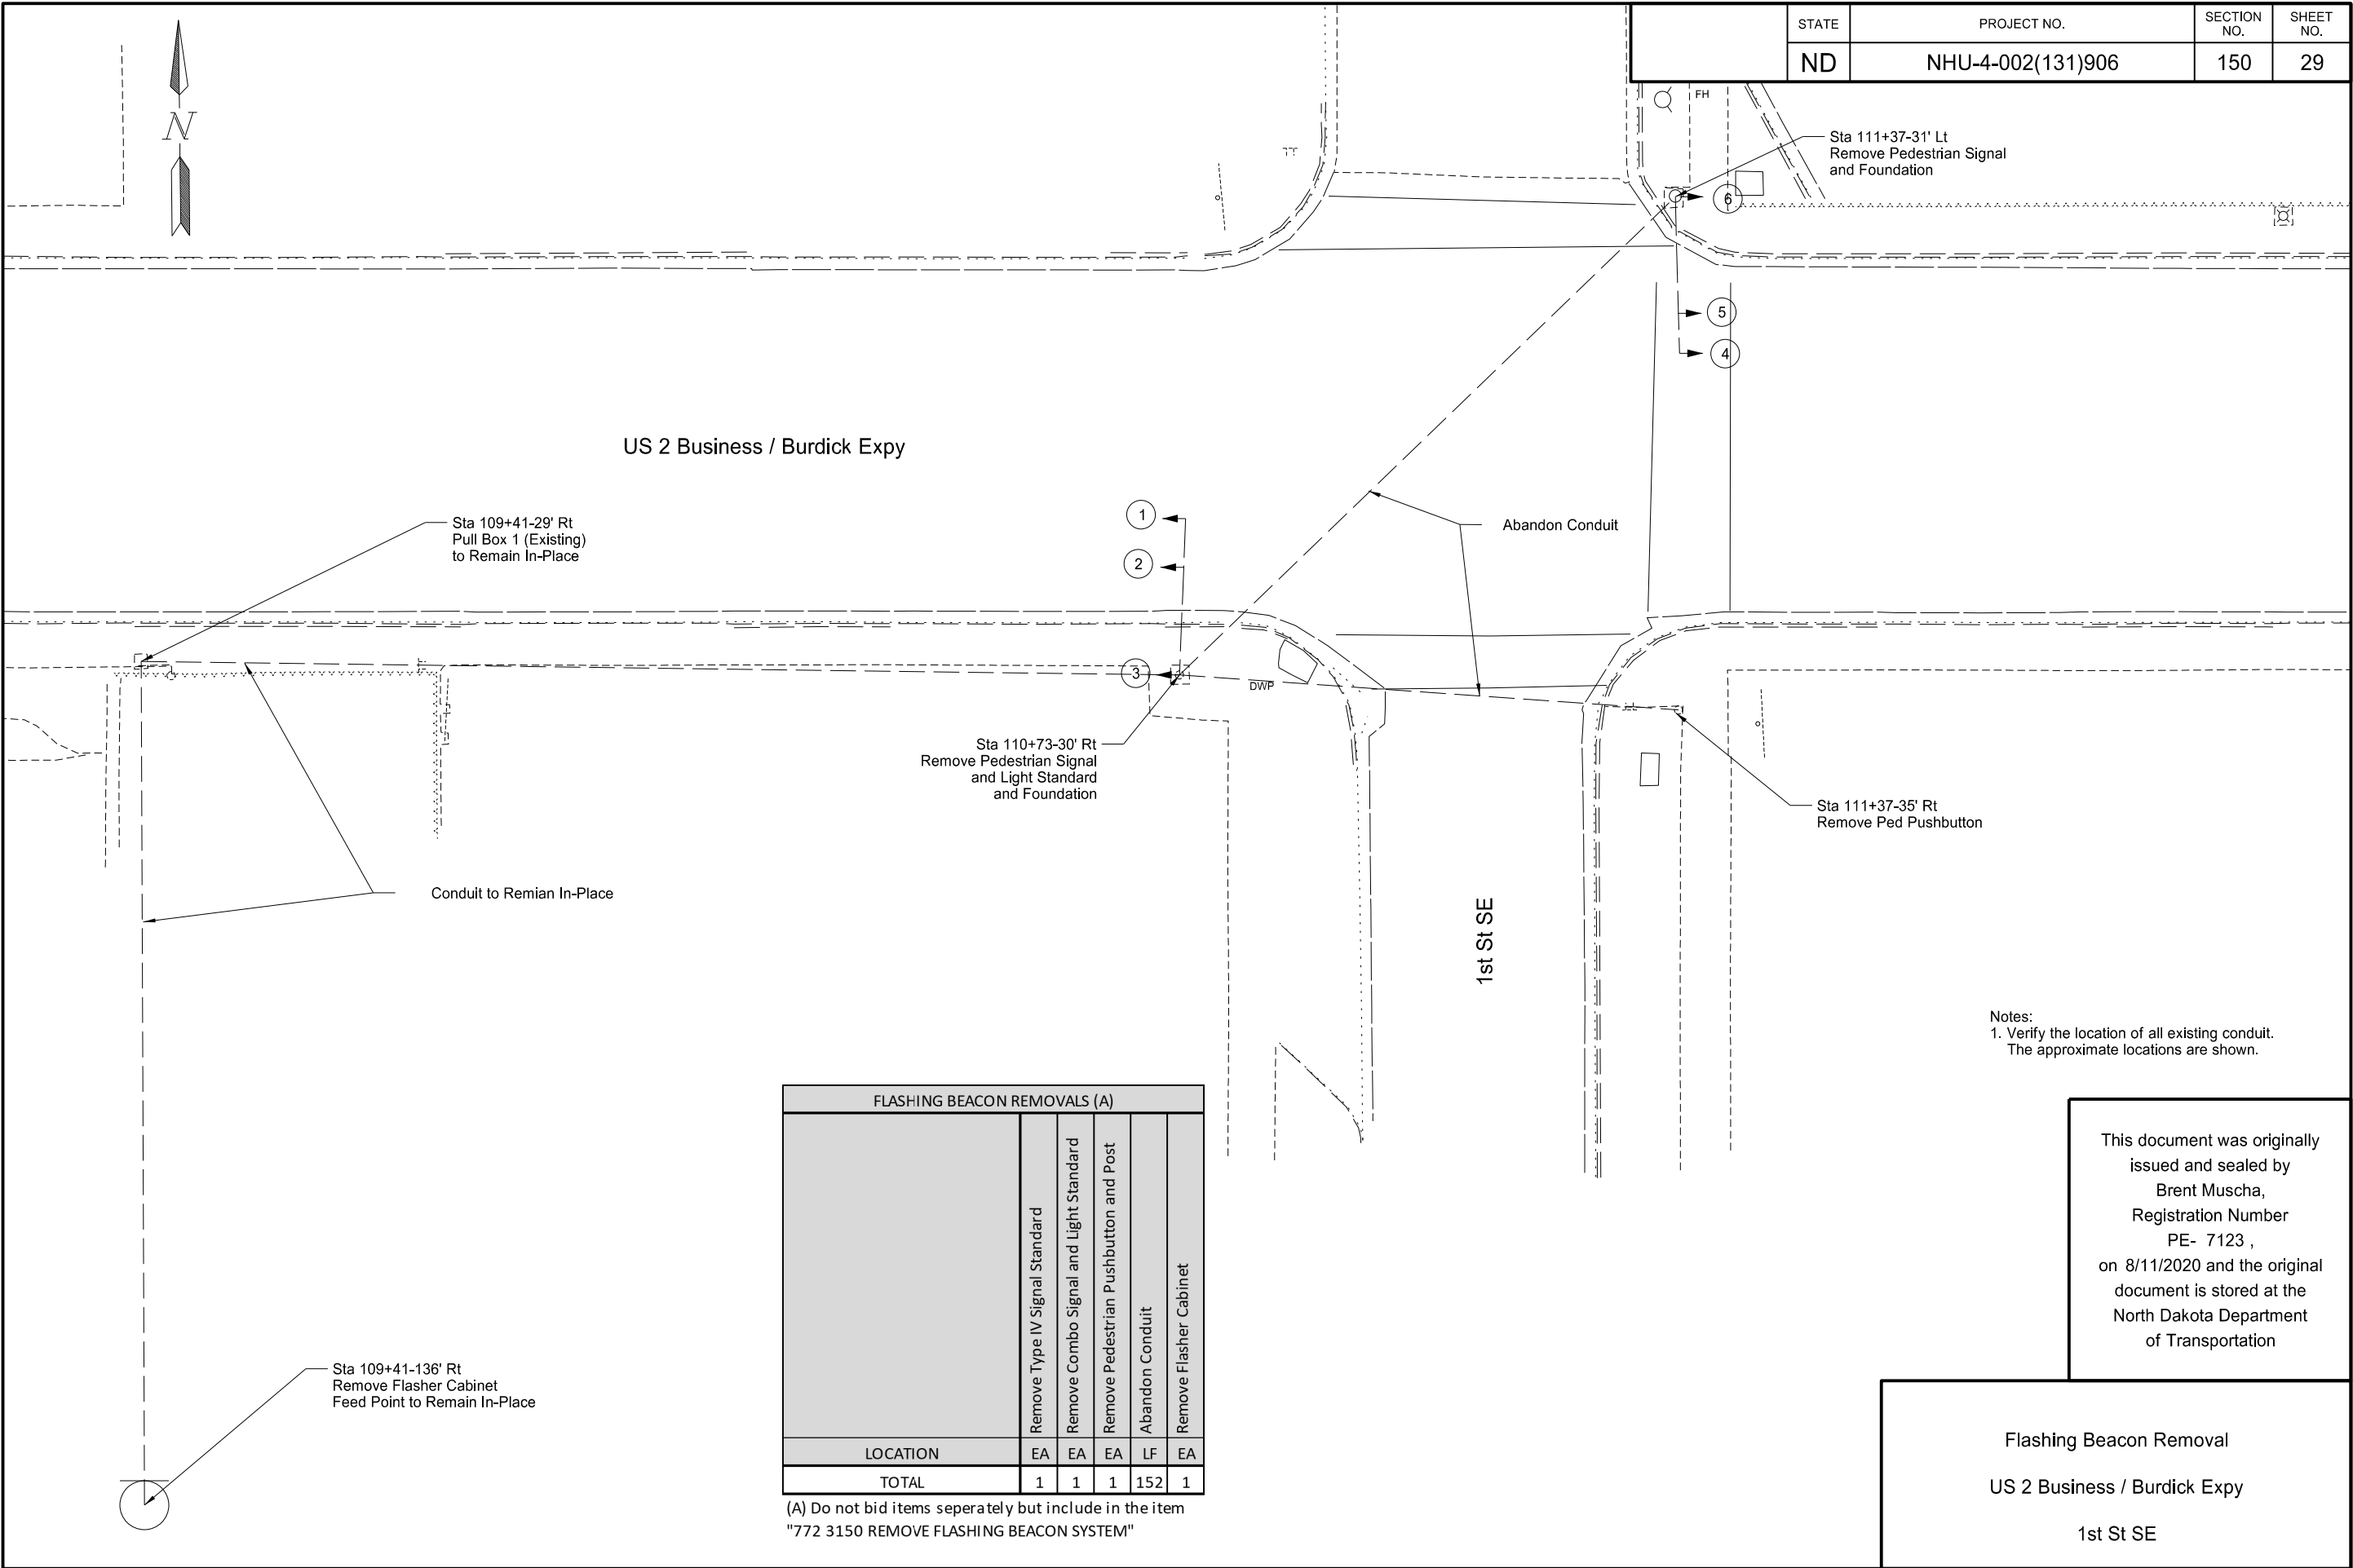 STATE
PROJECT NO.
SECTION NO.
SHEET NO.
ND
NHU-4-002(131)906
150
29
N
FH
Sta 111+37-31' Lt
Remove Pedestrian Signal
and Foundation
6
5
4
US 2 Business / Burdick Expy
Sta 109+41-29' Rt
Pull Box 1 (Existing)
to Remain In-Place
1
2
Abandon Conduit
3
DWP
Sta 110+73-30' Rt
Remove Pedestrian Signal
and Light Standard
and Foundation
Sta 111+37-35' Rt
Remove Ped Pushbutton
Conduit to Remian In-Place
1st St SE
Notes:
1. Verify the location of all existing conduit.
The approximate locations are shown.
FLASHING BEACON REMOVALS (A)
Remove Type IV Signal Standard
Remove Combo Signal and Light Standard
Remove Pedestrian Pushbutton and Post
Abandon Conduit
Remove Flasher Cabinet
LOCATION EA EA EA LF EA
TOTAL 1 1 1 152 1
(A) Do not bid items seperately but include in the item
"772 3150 REMOVE FLASHING BEACON SYSTEM"
Sta 109+41-136' Rt
Remove Flasher Cabinet
Feed Point to Remain In-Place
This document was originally
issued and sealed by
Brent Muscha,
Registration Number
PE- 7123 ,
on 8/11/2020 and the original
document is stored at the
North Dakota Department
of Transportation
Flashing Beacon Removal
US 2 Business / Burdick Expy
1st St SE